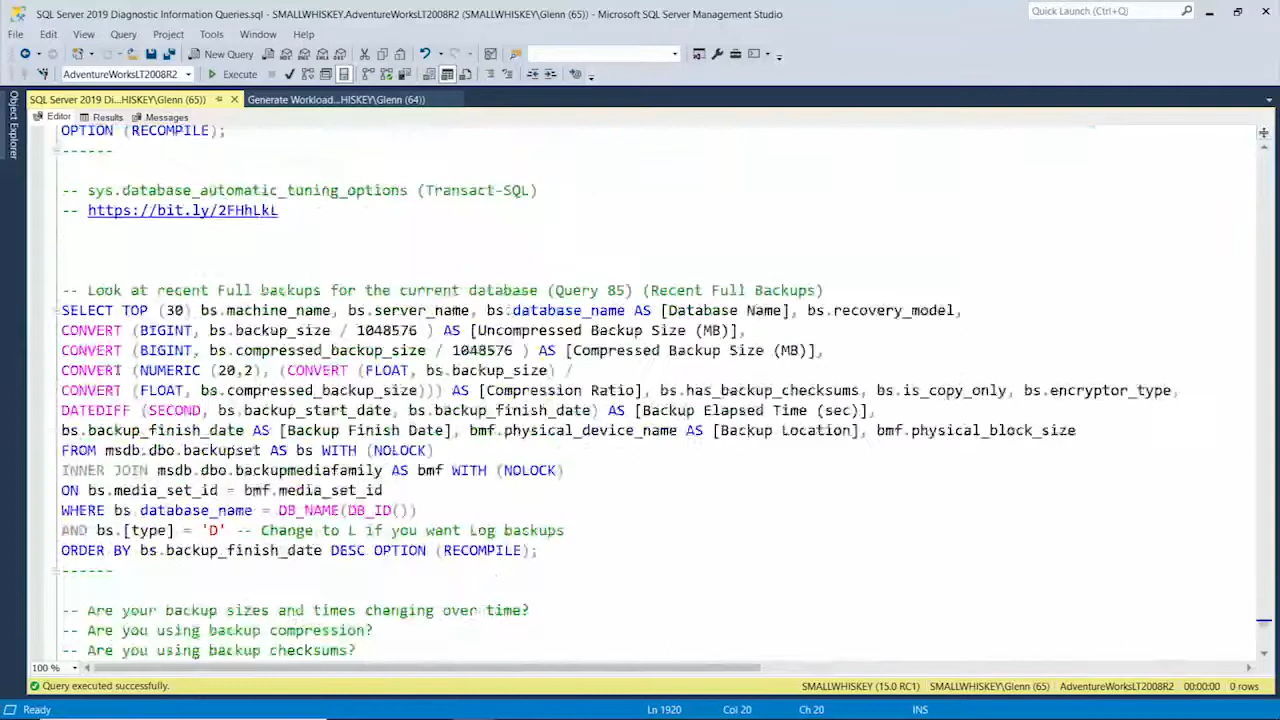 SQL Server 2019 Diagnostic Information Queries.sql - SMALLWHISKEY.AdventureWorksLT2008R2 (SMALLWHISKEY\Glenn (65)) - Microsoft SQL Server Management Studio
Quick Launch (Ctrl+Q)
File Edit View Query Project Tools Window Help
New Query
AdventureWorksLT2008R2 Execute
SQL Server 2019 Di...HISKEY\Glenn (65)) Generate Workload...HISKEY\Glenn (64))
Object Explorer
Editor Results Messages
OPTION (RECOMPILE);
------
-- sys.database_automatic_tuning_options (Transact-SQL)
-- https://bit.ly/2FHhLkL
-- Look at recent Full backups for the current database (Query 85) (Recent Full Backups)
SELECT TOP (30) bs.machine_name, bs.server_name, bs.database_name AS [Database Name], bs.recovery_model,
CONVERT (BIGINT, bs.backup_size / 1048576 ) AS [Uncompressed Backup Size (MB)],
CONVERT (BIGINT, bs.compressed_backup_size / 1048576 ) AS [Compressed Backup Size (MB)],
CONVERT (NUMERIC (20,2), (CONVERT (FLOAT, bs.backup_size) /
CONVERT (FLOAT, bs.compressed_backup_size))) AS [Compression Ratio], bs.has_backup_checksums, bs.is_copy_only, bs.encryptor_type,
DATEDIFF (SECOND, bs.backup_start_date, bs.backup_finish_date) AS [Backup Elapsed Time (sec)],
bs.backup_finish_date AS [Backup Finish Date], bmf.physical_device_name AS [Backup Location], bmf.physical_block_size
FROM msdb.dbo.backupset AS bs WITH (NOLOCK)
INNER JOIN msdb.dbo.backupmediafamily AS bmf WITH (NOLOCK)
ON bs.media_set_id = bmf.media_set_id
WHERE bs.database_name = DB_NAME(DB_ID())
AND bs.[type] = 'D' -- Change to L if you want Log backups
ORDER BY bs.backup_finish_date DESC OPTION (RECOMPILE);
------
-- Are your backup sizes and times changing over time?
-- Are you using backup compression?
-- Are you using backup checksums?
100 %
Query executed successfully. SMALLWHISKEY (15.0 RC1) SMALLWHISKEY\Glenn (65) AdventureWorksLT2008R2 00:00:00 0 rows
Ready Ln 1920 Col 20 Ch 20 INS